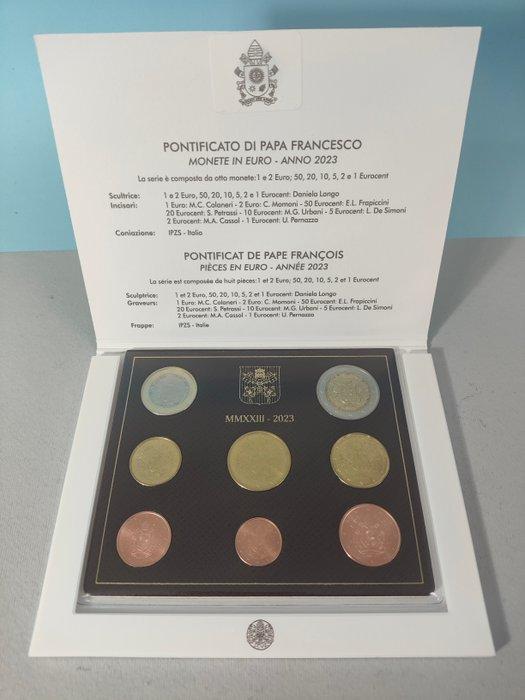 PONTIFICATO DI PAPA FRANCESCO
MONETE IN EURO - ANNO 2023
La serie è composta da otto monete:1 e 2 Euro; 50, 20, 10, 5, 2 e 1 Eurocent
Scultrice: 1 e 2 Euro, 50, 20, 10, 5, 2 e 1 Eurocent: Daniela Longo
Incisori: 1 Euro: M.C. Colaneri - 2 Euro: C. Momoni - 50 Eurocent: E.L. Frapiccini
20 Eurocent: S. Petrassi - 10 Eurocent: M.G. Urbani - 5 Eurocent: L. De Simoni
2 Eurocent: M.A. Cassol - 1 Eurocent: U. Pernazza
Coniazione: IPZS - Italia
PONTIFICAT DE PAPE FRANÇOIS
PIÈCES EN EURO - ANNÉE 2023
La série est composée de huit pièces:1 et 2 Euro; 50, 20, 10, 5, 2 et 1 Eurocent
Sculptrice: 1 et 2 Euro, 50, 20, 10, 5, 2 et 1 Eurocent: Daniela Longo
Graveurs: 1 Euro: M.C. Colaneri - 2 Euro: C. Momoni - 50 Eurocent: E.L. Frapiccini
20 Eurocent: S. Petrassi - 10 Eurocent: M.G. Urbani - 5 Eurocent: L. De Simoni
2 Eurocent: M.A. Cassol - 1 Eurocent: U. Pernazza
Frappe: IPZS - Italie
MMXXIII - 2023